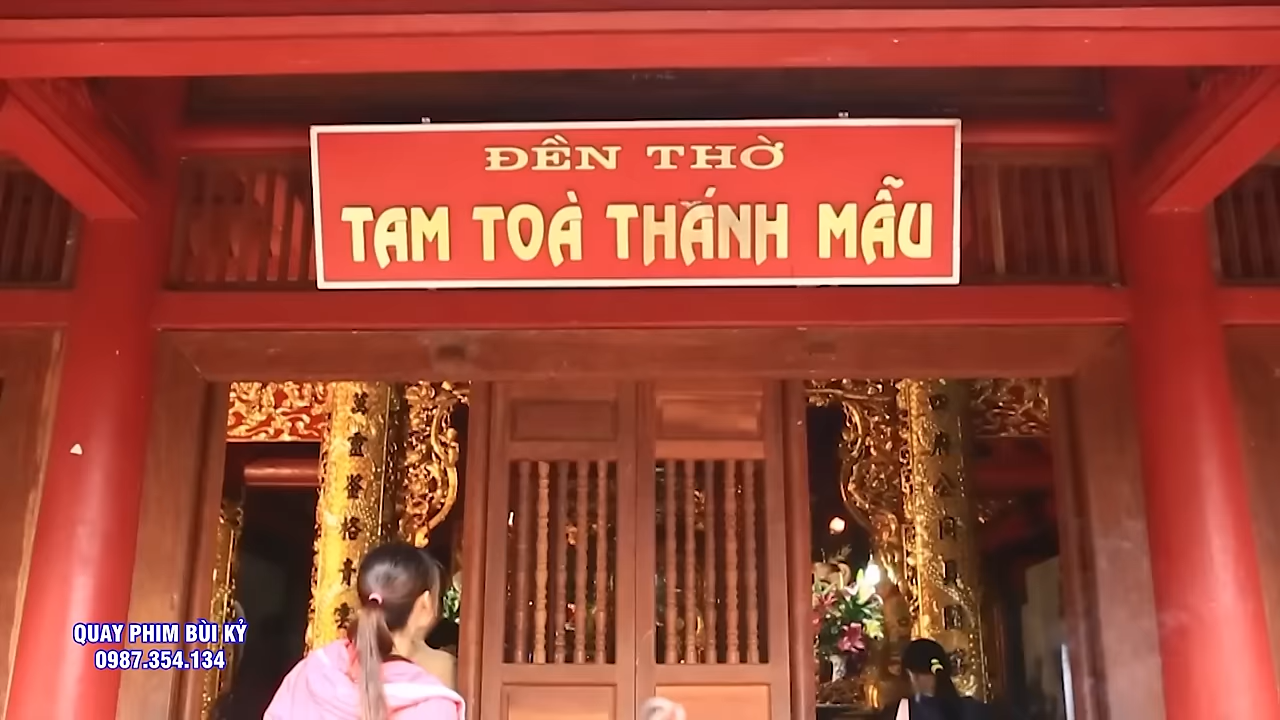 ĐỀN THỜ
TAM TOÀ THÁNH MẪU
QUAY PHIM BÙI KỶ
0987.354.134